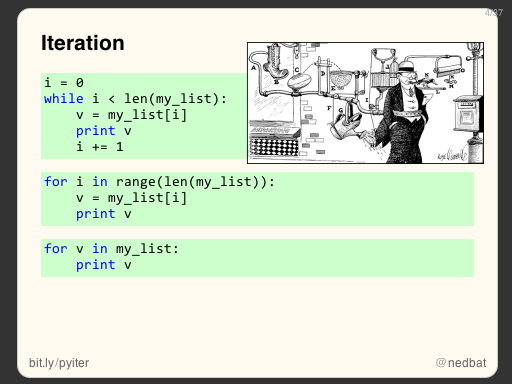 4/37
Iteration
i = 0
while i < len(my_list):
    v = my_list[i]
    print v
    i += 1
for i in range(len(my_list)):
    v = my_list[i]
    print v
for v in my_list:
    print v
bit.ly/pyiter
@nedbat